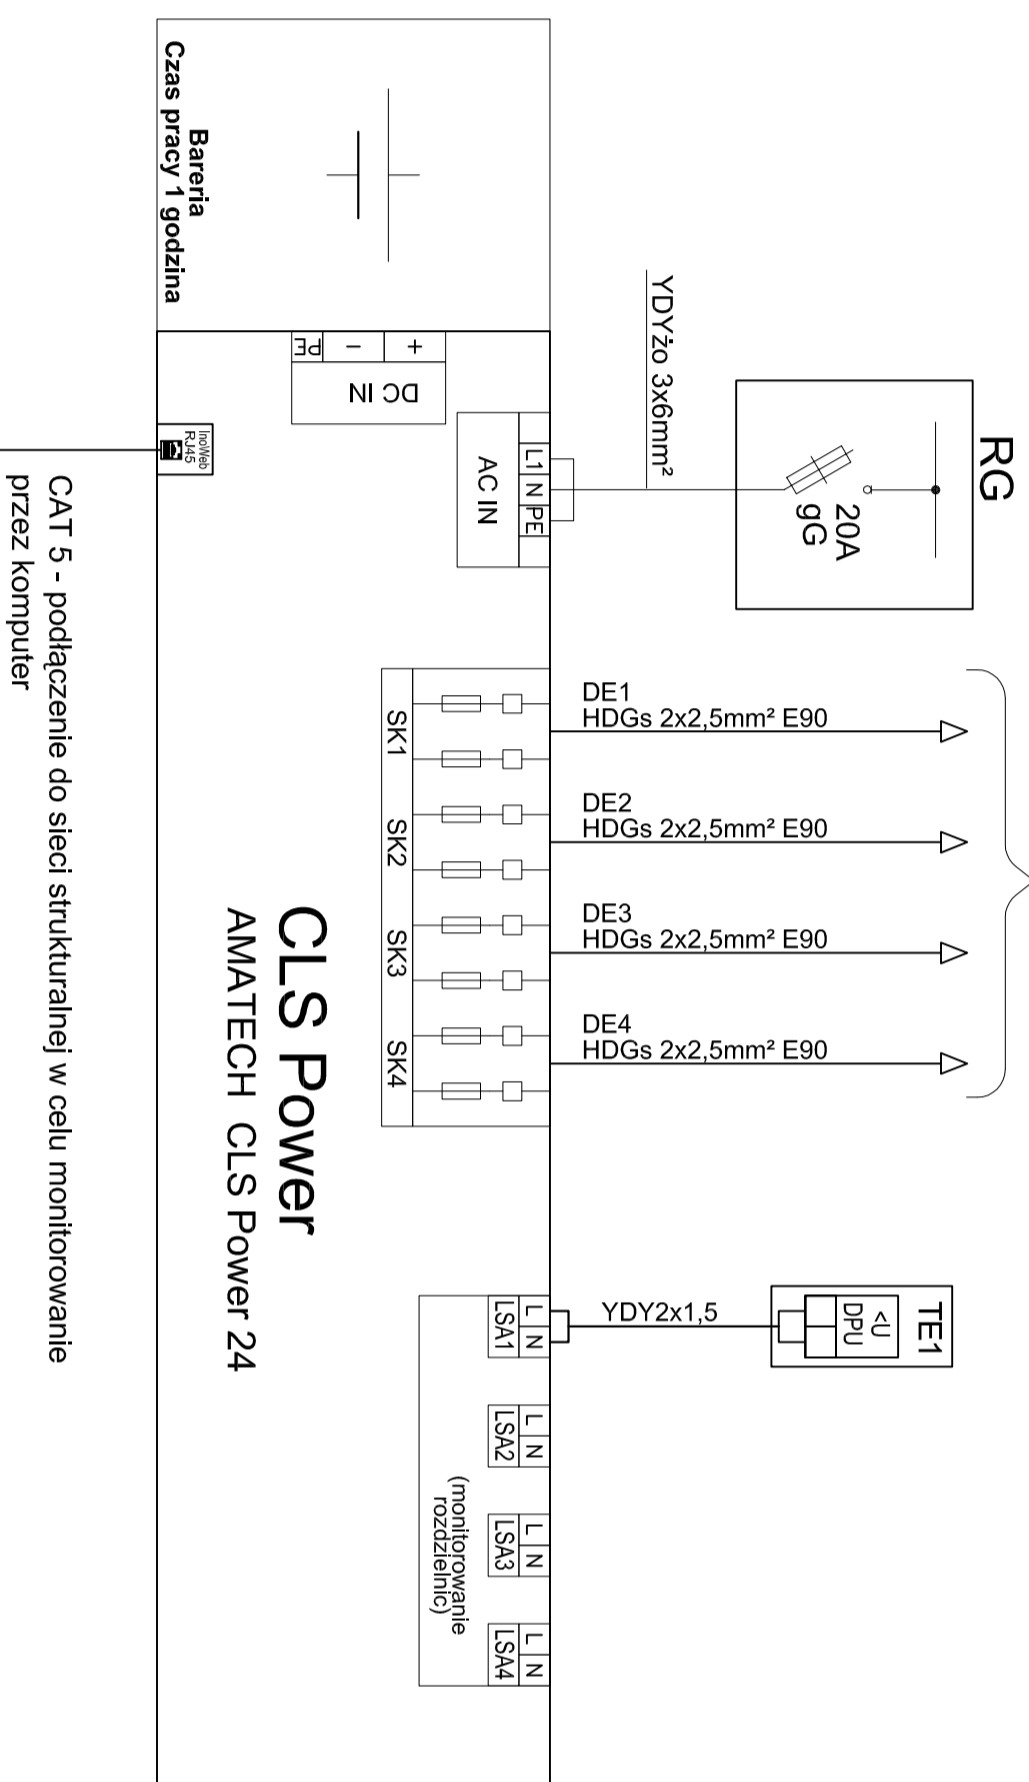 RG
20A
gG
YDYżo 3x6mm²
Bareria
Czas pracy 1 godzina
+
−
PE
DC IN
L1 N PE
AC IN
InoWeb
RJ45
CAT 5 - podłączenie do sieci strukturalnej w celu monitorowanie
przez komputer
DE1
HDGs 2x2,5mm² E90
DE2
HDGs 2x2,5mm² E90
DE3
HDGs 2x2,5mm² E90
DE4
HDGs 2x2,5mm² E90
SK1
SK2
SK3
SK4
CLS Power
AMATECH CLS Power 24
TE1
<U
DPU
YDY2x1,5
L N
LSA1
L N
LSA2
L N
LSA3
L N
LSA4
(monitorowanie
rozdzielnic)